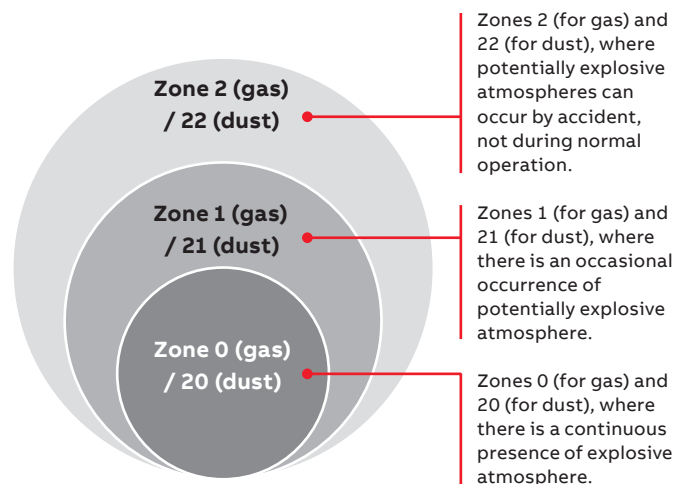 Zone 2 (gas)
/ 22 (dust)
Zones 2 (for gas) and
22 (for dust), where
potentially explosive
atmospheres can
occur by accident,
not during normal
operation.
Zone 1 (gas)
/ 21 (dust)
Zones 1 (for gas) and
21 (for dust), where
there is an occasional
occurrence of
potentially explosive
atmosphere.
Zone 0 (gas)
/ 20 (dust)
Zones 0 (for gas) and
20 (for dust), where
there is a continuous
presence of explosive
atmosphere.